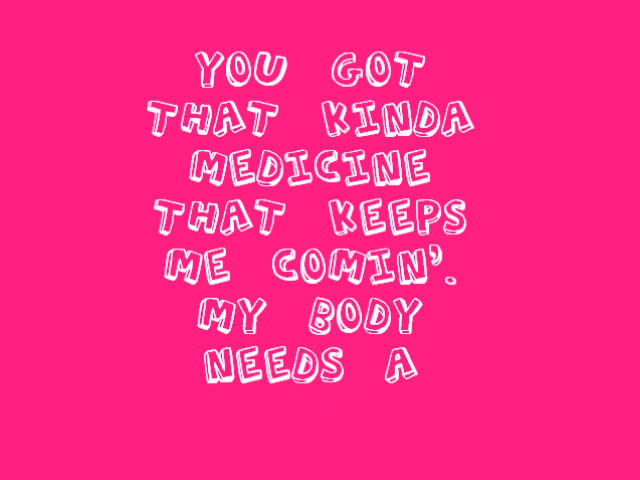 YOU GOT
THAT KINDA
MEDICINE
THAT KEEPS
ME COMIN'.
MY BODY
NEEDS A